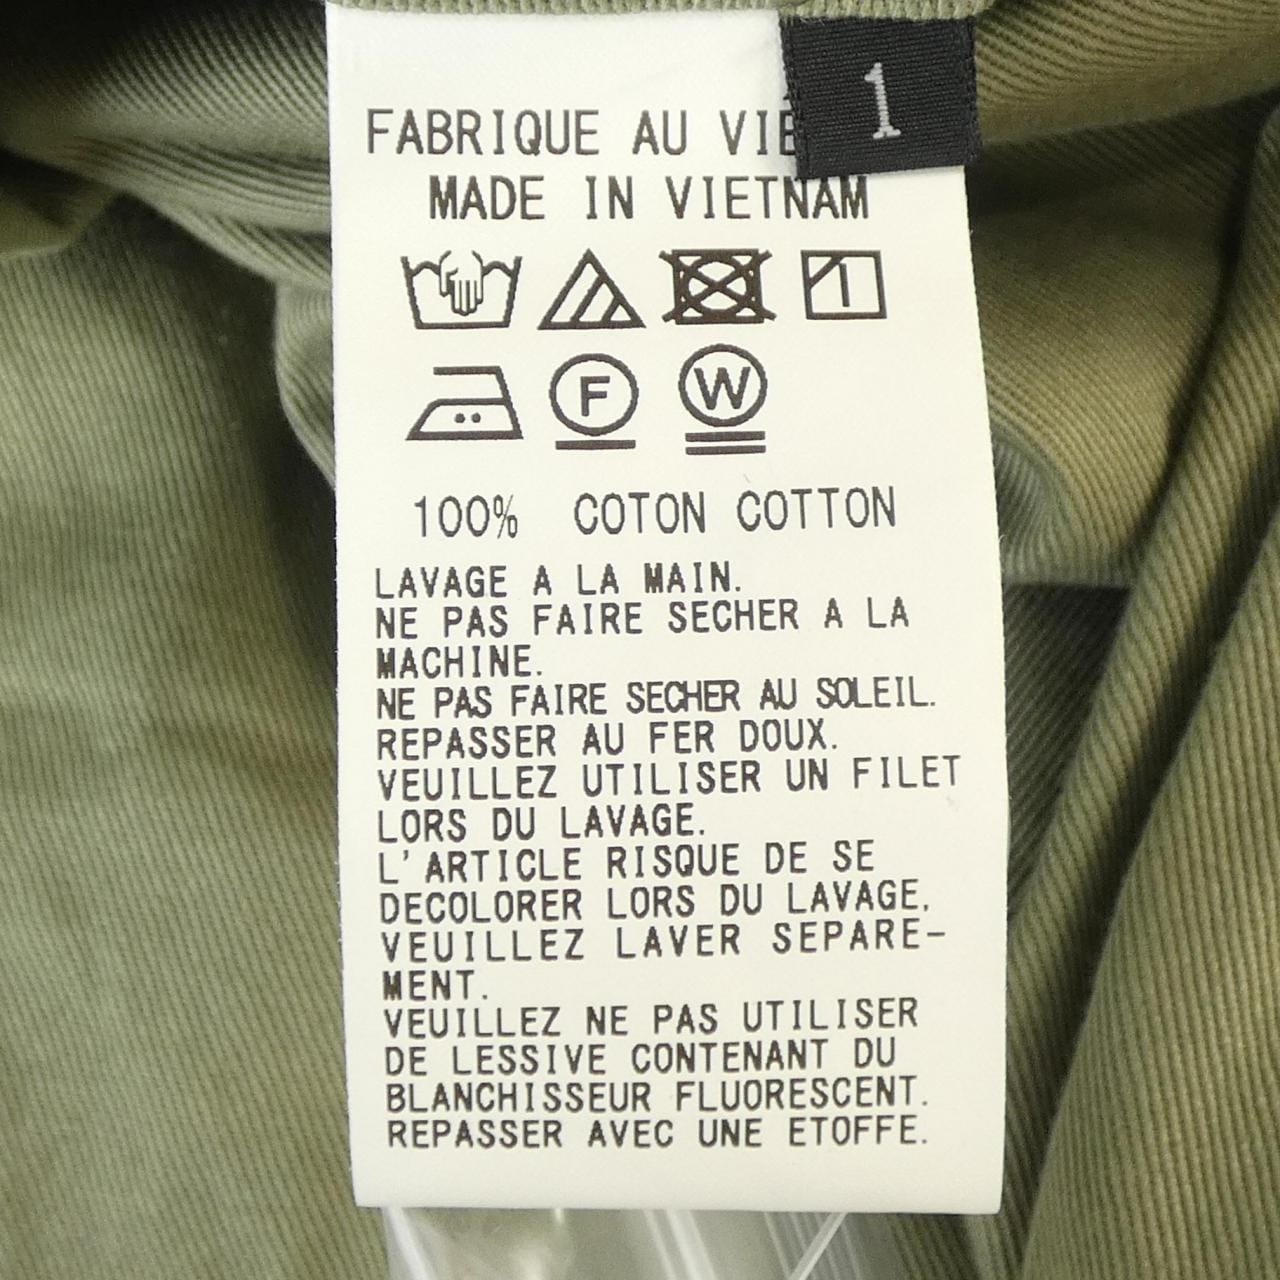 1
FABRIQUE AU
MADE IN VIETNAM
F W
100% COTON COTTON
LAVAGE A LA MAIN.
NE PAS FAIRE SECHER A LA
MACHINE.
NE PAS FAIRE SECHER AU SOLEIL.
REPASSER AU FER DOUX.
VEUILLEZ UTILISER UN FILET
LORS DU LAVAGE.
L'ARTICLE RISQUE DE SE
DECOLORER LORS DU LAVAGE.
VEUILLEZ LAVER SEPARE-
MENT.
VEUILLEZ NE PAS UTILISER
DE LESSIVE CONTENANT DU
BLANCHISSEUR FLUORESCENT.
REPASSER AVEC UNE ETOFFE.